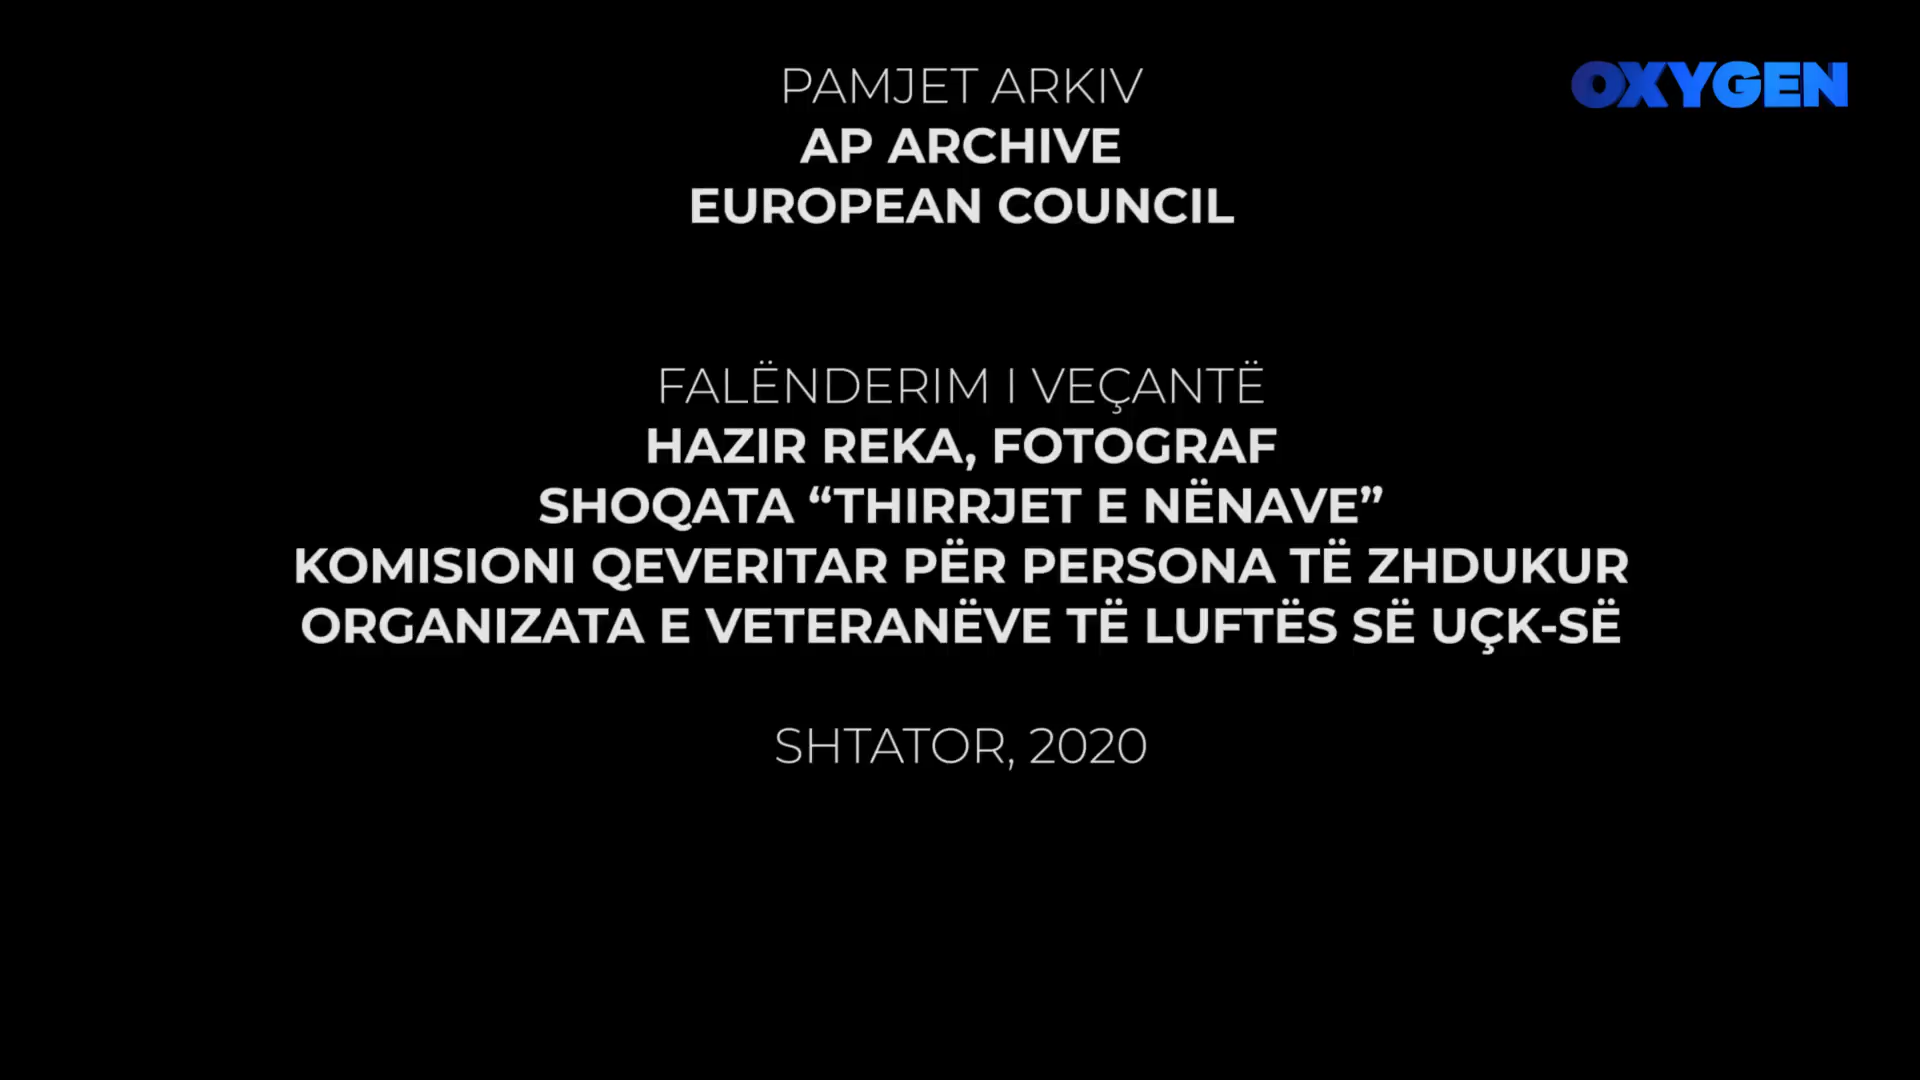 PAMJET ARKIV
OXYGEN
AP ARCHIVE
EUROPEAN COUNCIL
FALËNDERIM I VEÇANTË
HAZIR REKA, FOTOGRAF
SHOQATA “THIRRJET E NËNAVE”
KOMISIONI QEVERITAR PËR PERSONA TË ZHDUKUR
ORGANIZATA E VETERANËVE TË LUFTËS SË UÇK-SË
SHTATOR, 2020